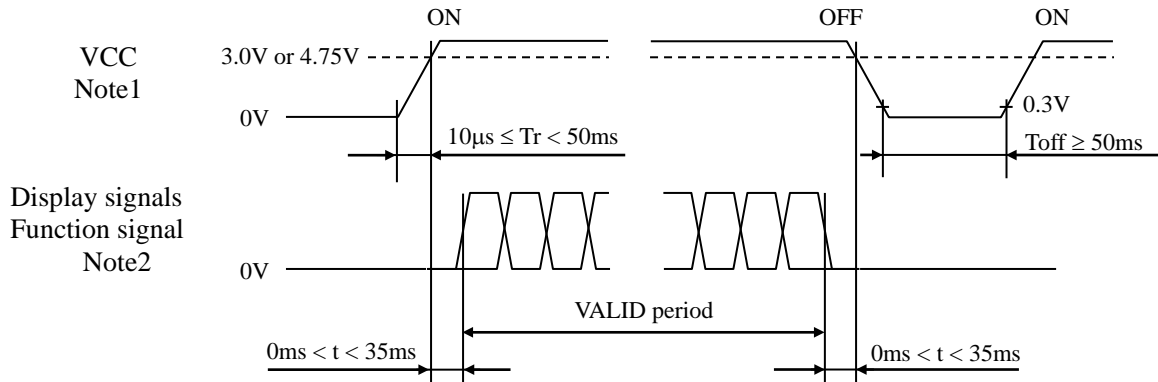 ON
OFF
ON
VCC
Note1
3.0V or 4.75V
0V
0.3V
10μs ≤ Tr < 50ms
Toff ≥ 50ms
Display signals
Function signal
Note2
0V
VALID period
0ms < t < 35ms
0ms < t < 35ms